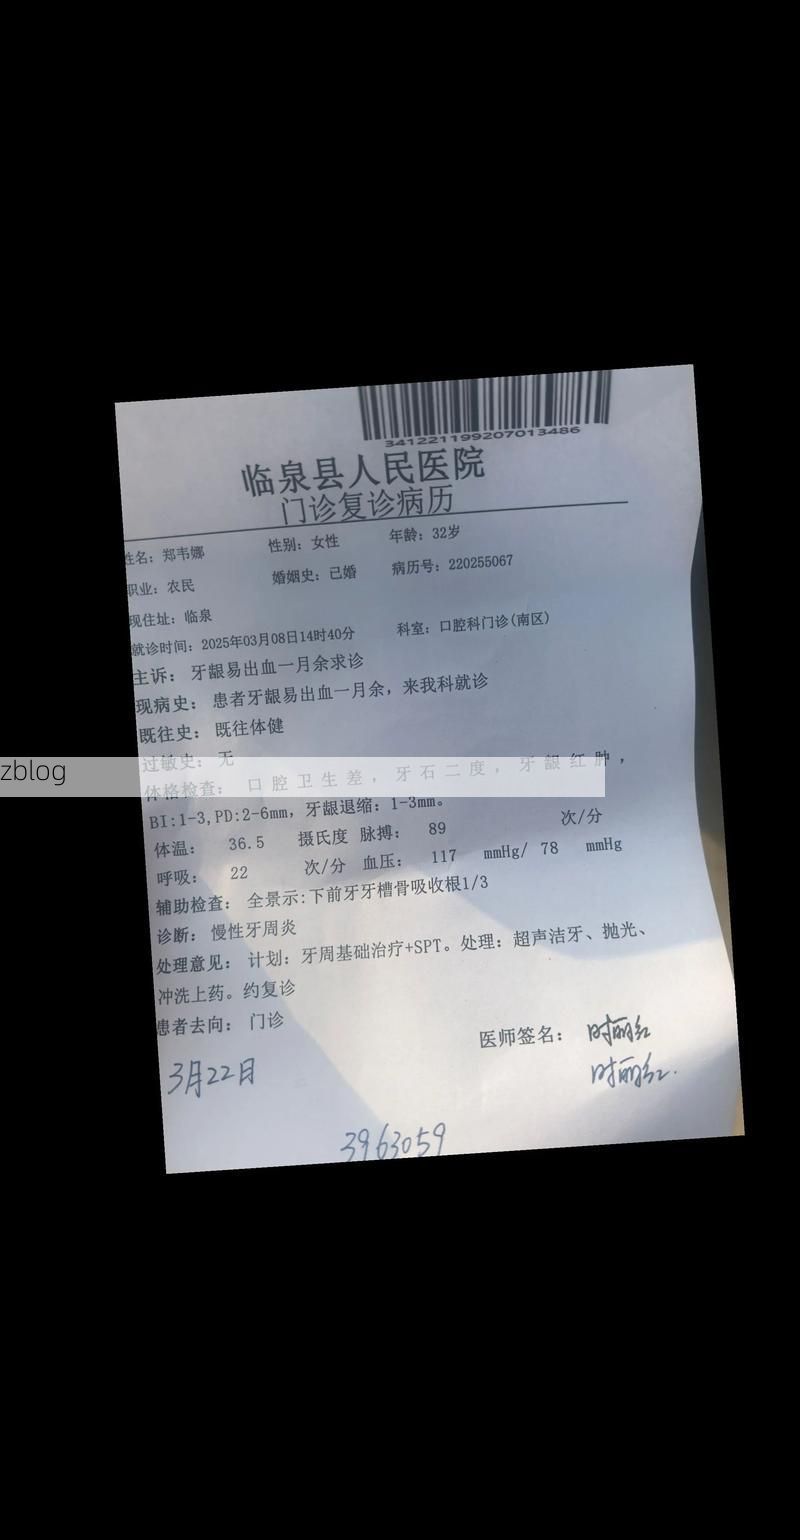 341221199207013486
临泉县人民医院
门诊复诊病历
姓名：郑韦娜 性别：女性 年龄：32岁
职业：农民 婚姻史：已婚 病历号：220255067
现住址：临泉
就诊时间：2025年03月08日14时40分 科室：口腔科门诊(南区)
主诉：牙龈易出血一月余求诊
现病史：患者牙龈易出血一月余，来我科就诊
既往史：既往体健
过敏史：无
zblog
体格检查：口腔卫生差，牙石二度，牙龈红肿，
BI:1-3,PD:2-6mm，牙龈退缩：1-3mm。
体温： 36.5 摄氏度 脉搏： 89 次/分
呼吸： 22 次/分 血压： 117 mmHg/ 78 mmHg
辅助检查：全景示:下前牙牙槽骨吸收根1/3
诊断：慢性牙周炎
处理意见：计划：牙周基础治疗+SPT。处理：超声洁牙、抛光、
冲洗上药。约复诊
患者去向：门诊
医师签名：时丽红
3月22日 时丽红.
3963059